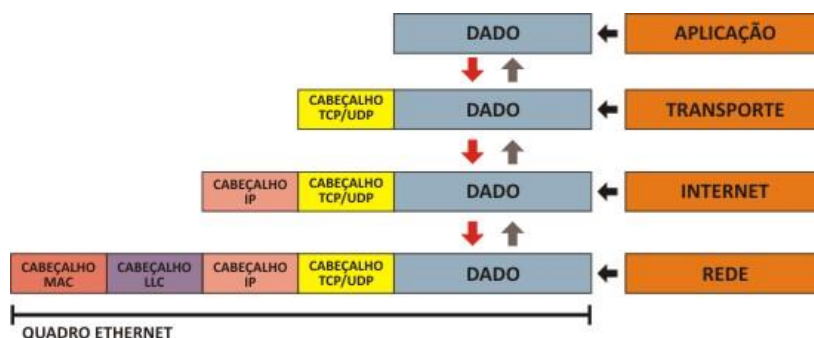 DADO
APLICAÇÃO
CABEÇALHO
TCP/UDP
DADO
TRANSPORTE
CABEÇALHO
IP
CABEÇALHO
TCP/UDP
DADO
INTERNET
CABEÇALHO
MAC
CABEÇALHO
LLC
CABEÇALHO
IP
CABEÇALHO
TCP/UDP
DADO
REDE
QUADRO ETHERNET